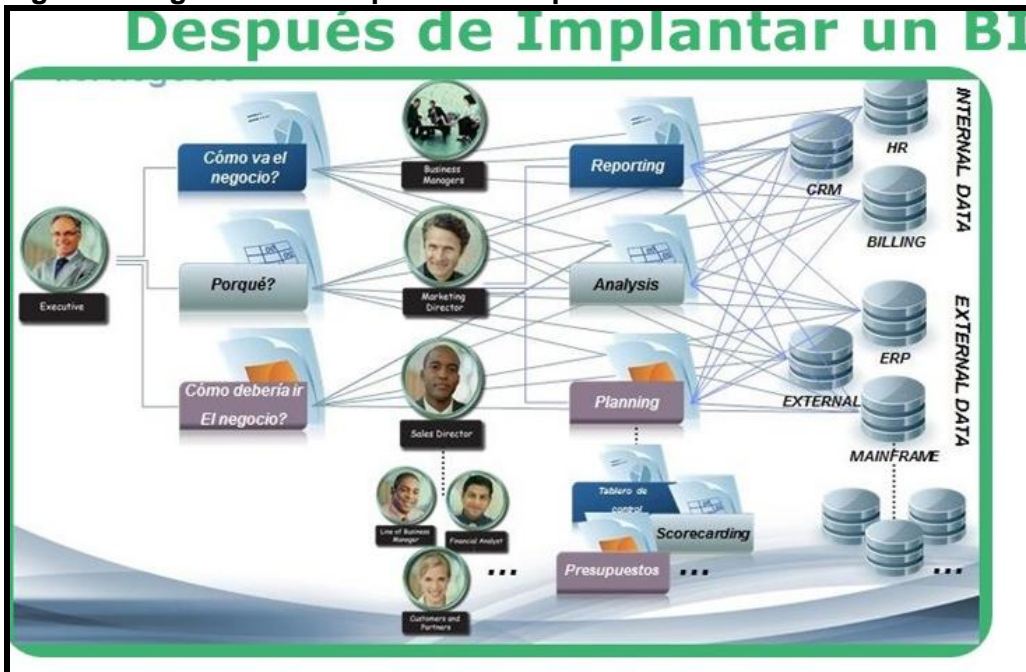 Después de Implantar un BI
Cómo va el
negocio?
Business
Managers
Reporting
HR
CRM
INTERNAL DATA
BILLING
Executive
Porqué?
Marketing
Director
Analysis
ERP
EXTERNAL DATA
Cómo debería ir
El negocio?
Sales Director
Planning
EXTERNAL
MAINFRAME
Line of Business
Manager
Financial Analyst
Tablero de
control
Scorecarding
Presupuestos
...
...
...
Customers and
Partners